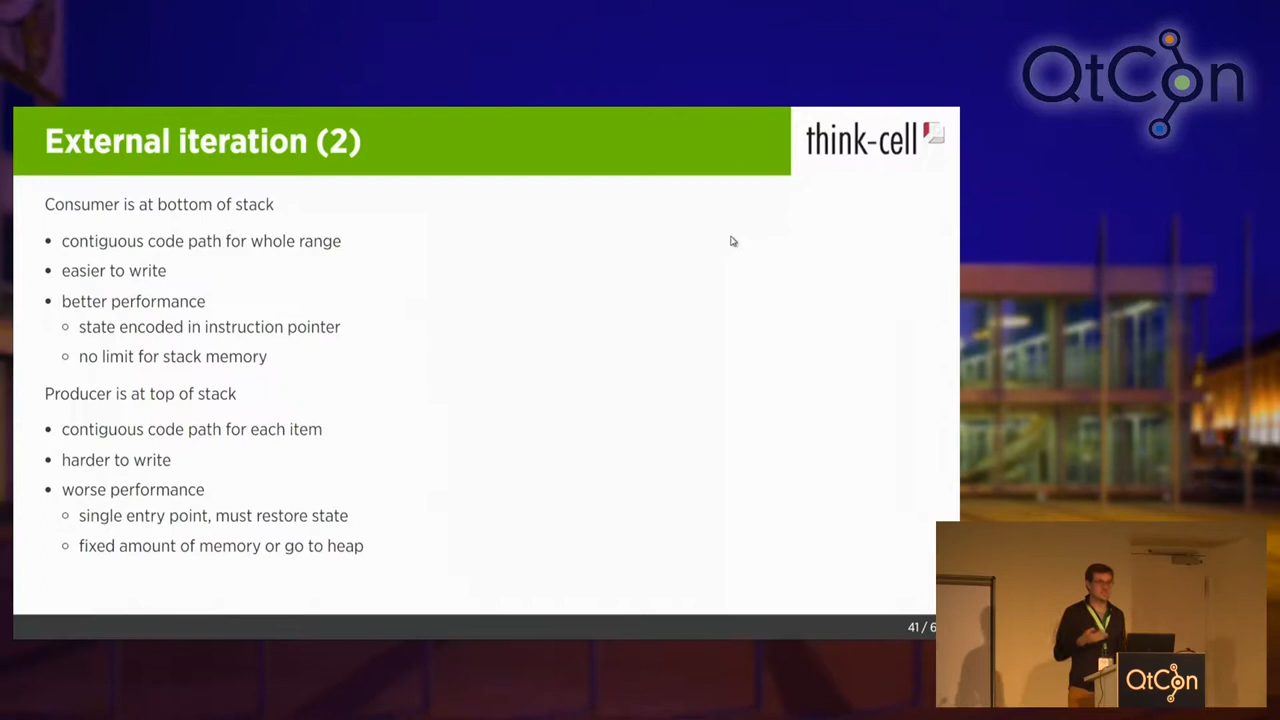 QtCon
External iteration (2)
think-cell
Consumer is at bottom of stack
• contiguous code path for whole range
• easier to write
• better performance
◦ state encoded in instruction pointer
◦ no limit for stack memory
Producer is at top of stack
• contiguous code path for each item
• harder to write
• worse performance
◦ single entry point, must restore state
◦ fixed amount of memory or go to heap
41 / 6
QtCon